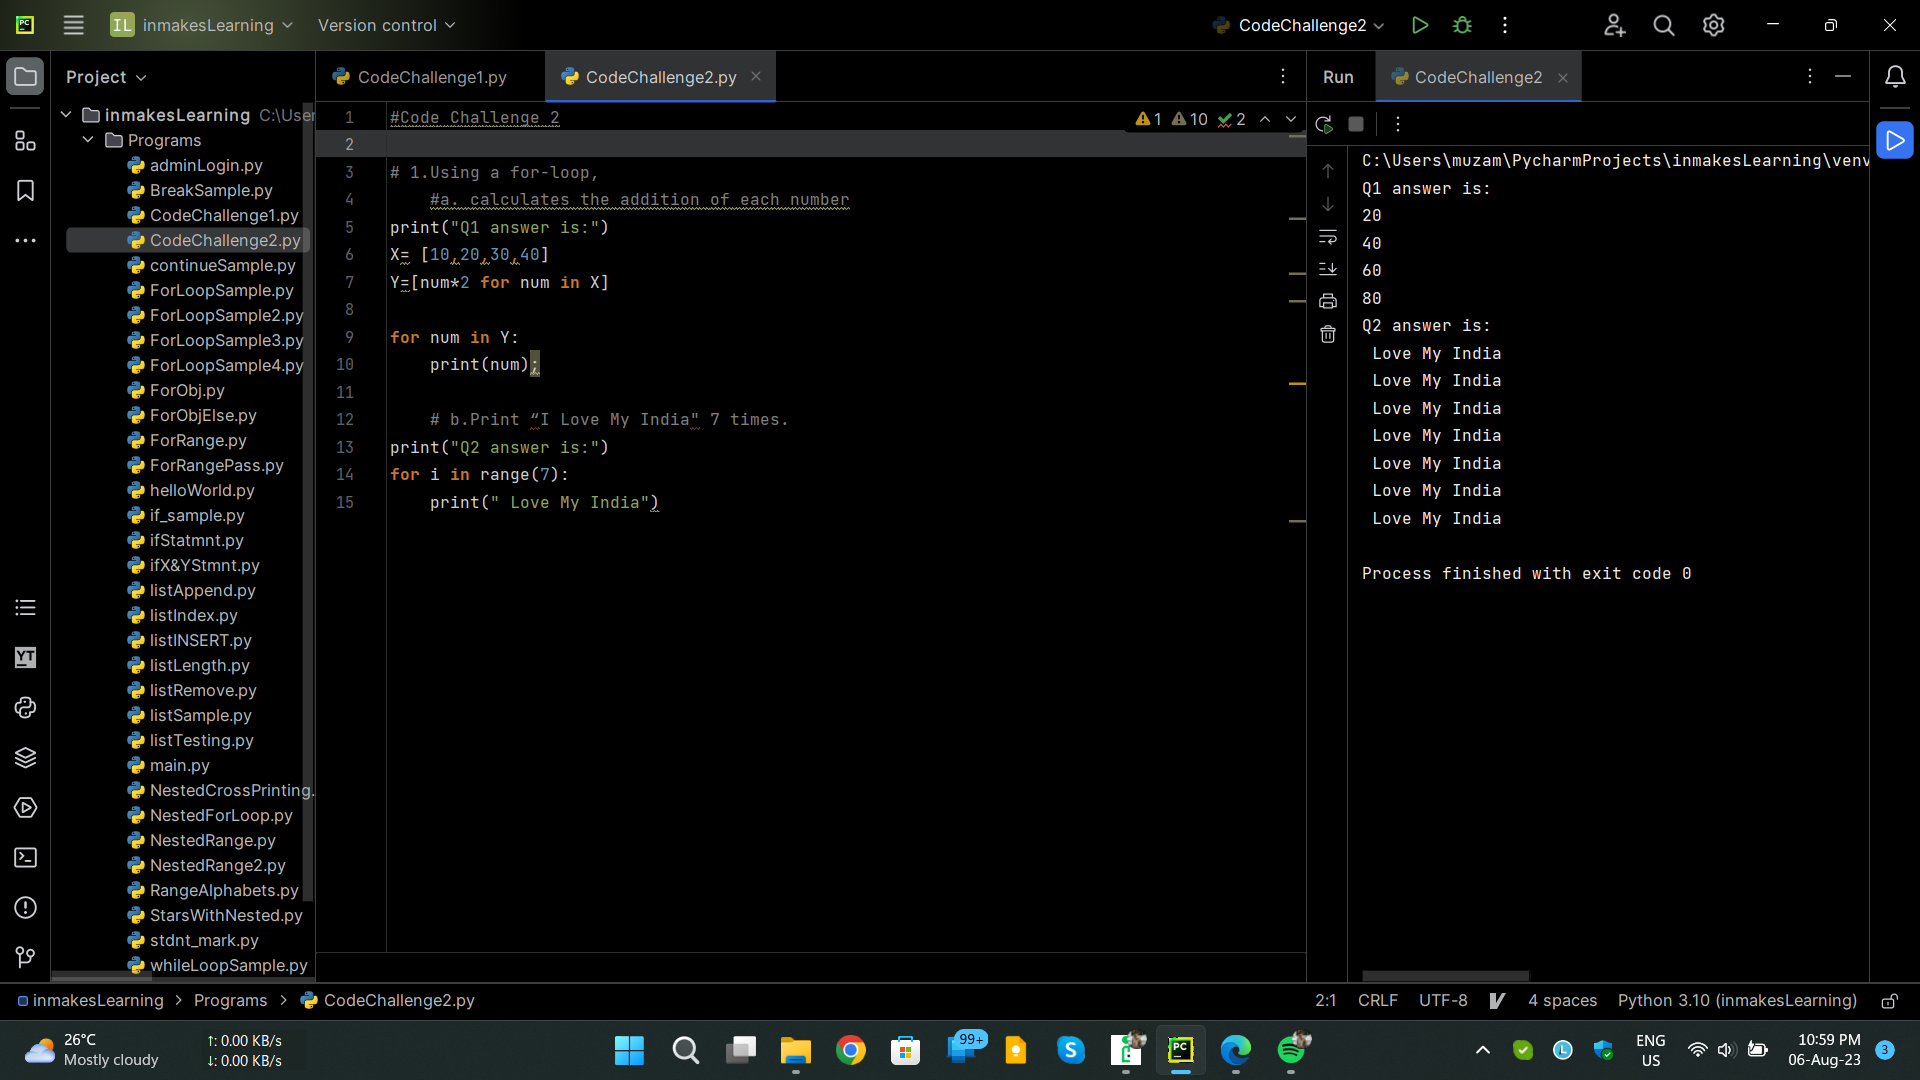 PC
IL inmakesLearning
Version control
CodeChallenge2
Project
CodeChallenge1.py
CodeChallenge2.py
Run
CodeChallenge2
inmakesLearning C:\User
Programs
adminLogin.py
BreakSample.py
CodeChallenge1.py
CodeChallenge2.py
continueSample.py
ForLoopSample.py
ForLoopSample2.py
ForLoopSample3.py
ForLoopSample4.py
ForObj.py
ForObjElse.py
ForRange.py
ForRangePass.py
helloWorld.py
if_sample.py
ifStatmnt.py
ifX&YStmnt.py
listAppend.py
listIndex.py
listINSERT.py
listLength.py
listRemove.py
listSample.py
listTesting.py
main.py
NestedCrossPrinting.
NestedForLoop.py
NestedRange.py
NestedRange2.py
RangeAlphabets.py
StarsWithNested.py
stdnt_mark.py
whileLoopSample.py
YT
1 #Code Challenge 2
2
3 # 1.Using a for-loop,
4 #a. calculates the addition of each number
5 print("Q1 answer is:")
6 X= [10,20,30,40]
7 Y=[num*2 for num in X]
8
9 for num in Y:
10 print(num);
11
12 # b.Print “I Love My India" 7 times.
13 print("Q2 answer is:")
14 for i in range(7):
15 print(" Love My India")
1 10 2
C:\Users\muzam\PycharmProjects\inmakesLearning\venv
Q1 answer is:
20
40
60
80
Q2 answer is:
Love My India
Love My India
Love My India
Love My India
Love My India
Love My India
Love My India
Process finished with exit code 0
inmakesLearning > Programs > CodeChallenge2.py
2:1 CRLF UTF-8 4 spaces Python 3.10 (inmakesLearning)
26°C
Mostly cloudy
↑: 0.00 KB/s
↓: 0.00 KB/s
99+
S
PC
L
ENG
US
10:59 PM
06-Aug-23
3